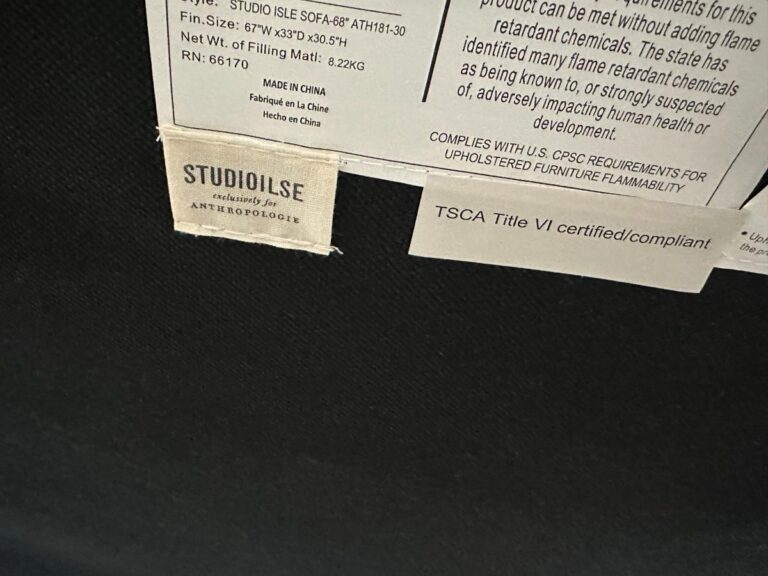 Style: STUDIO ISLE SOFA-68" ATH181-30
Fin.Size: 67"W x33"D x30.5"H
Net Wt. of Filling Matl: 8.22KG
RN: 66170
MADE IN CHINA
Fabriqué en La Chine
Hecho en China
STUDIOILSE
exclusively for
ANTHROPOLOGIE
for this
product can be met without adding flame
retardant chemicals. The state has
identified many flame retardant chemicals
as being known to, or strongly suspected
of, adversely impacting human health or
development.
COMPLIES WITH U.S. CPSC REQUIREMENTS FOR
UPHOLSTERED FURNITURE FLAMMABILITY
TSCA Title VI certified/compliant
the